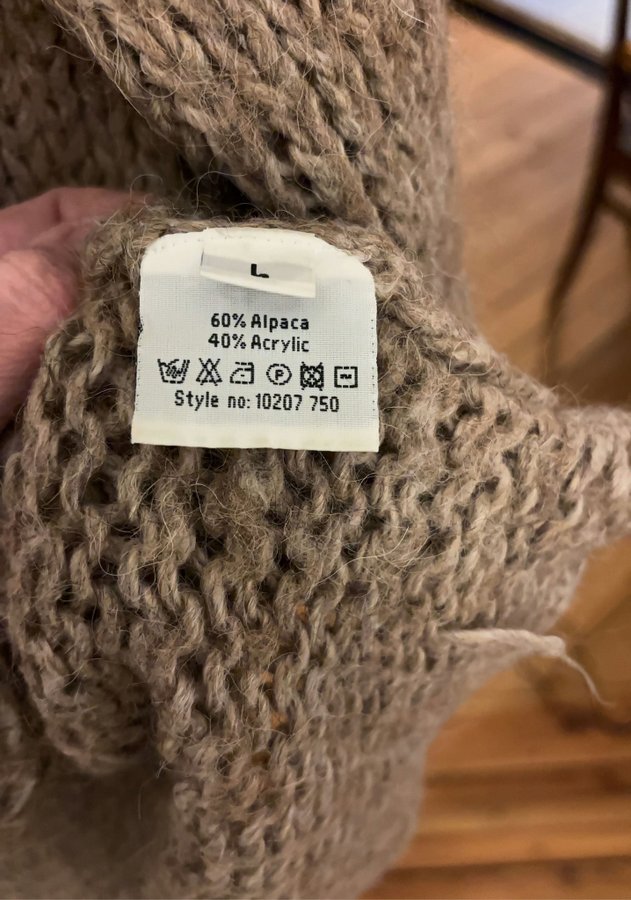 L
60% Alpaca
40% Acrylic
P
Style no: 10207 750